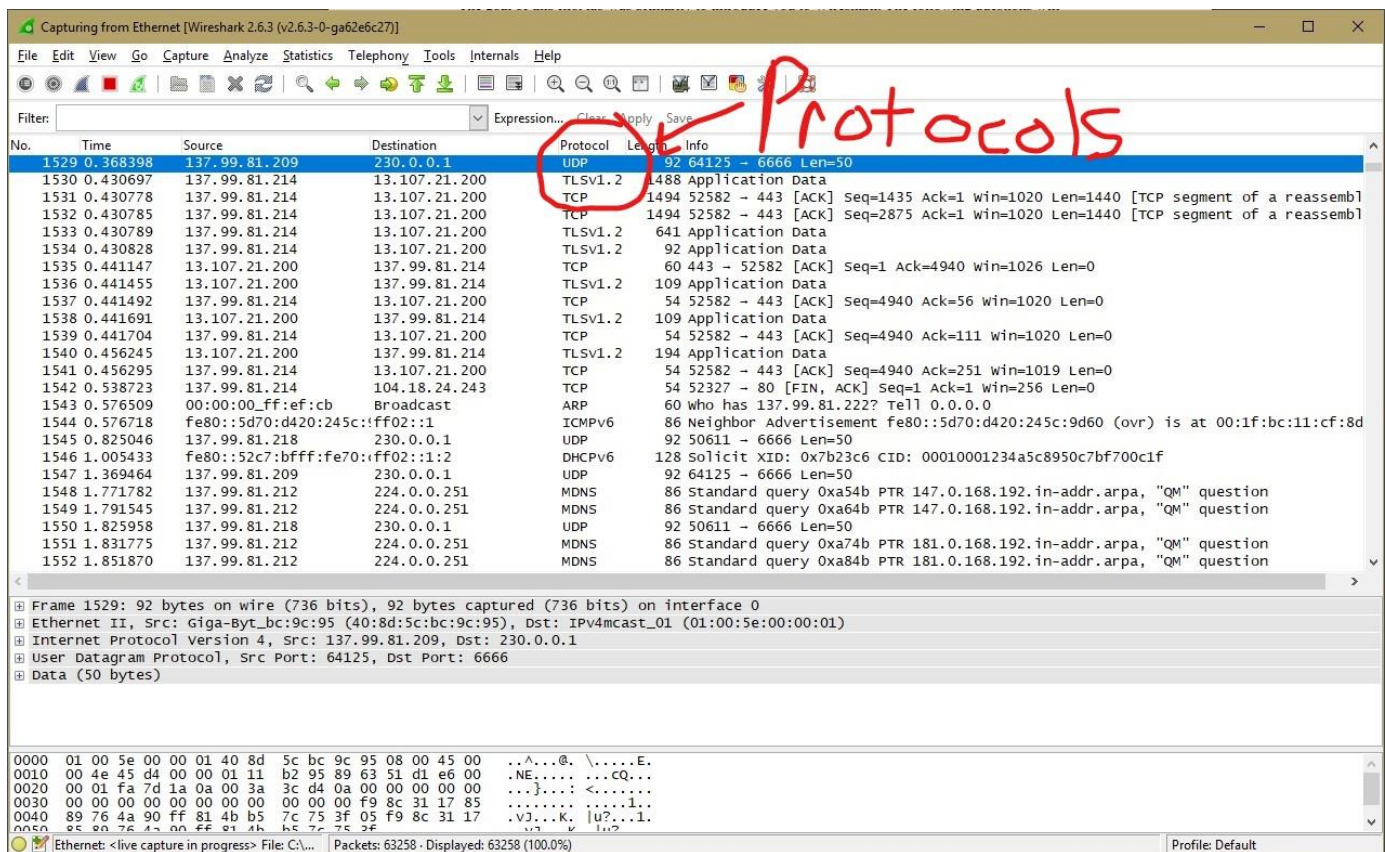 Capturing from Ethernet [Wireshark 2.6.3 (v2.6.3-0-ga62e6c27)]
File Edit View Go Capture Analyze Statistics Telephony Tools Internals Help
Protocols
Filter: Expression... Clear Apply Save
No. Time Source Destination Protocol Length Info
1529 0.368398 137.99.81.209 230.0.0.1 UDP 92 64125 → 6666 Len=50
1530 0.430697 137.99.81.214 13.107.21.200 TLSv1.2 1488 Application Data
1531 0.430778 137.99.81.214 13.107.21.200 TCP 1494 52582 → 443 [ACK] Seq=1435 Ack=1 Win=1020 Len=1440 [TCP segment of a reassembl
1532 0.430785 137.99.81.214 13.107.21.200 TCP 1494 52582 → 443 [ACK] Seq=2875 Ack=1 Win=1020 Len=1440 [TCP segment of a reassembl
1533 0.430789 137.99.81.214 13.107.21.200 TLSv1.2 641 Application Data
1534 0.430828 137.99.81.214 13.107.21.200 TLSv1.2 92 Application Data
1535 0.441147 13.107.21.200 137.99.81.214 TCP 60 443 → 52582 [ACK] Seq=1 Ack=4940 Win=1026 Len=0
1536 0.441455 13.107.21.200 137.99.81.214 TLSv1.2 109 Application Data
1537 0.441492 137.99.81.214 13.107.21.200 TCP 54 52582 → 443 [ACK] Seq=4940 Ack=56 Win=1020 Len=0
1538 0.441691 13.107.21.200 137.99.81.214 TLSv1.2 109 Application Data
1539 0.441704 137.99.81.214 13.107.21.200 TCP 54 52582 → 443 [ACK] Seq=4940 Ack=111 Win=1020 Len=0
1540 0.456245 13.107.21.200 137.99.81.214 TLSv1.2 194 Application Data
1541 0.456295 137.99.81.214 13.107.21.200 TCP 54 52582 → 443 [ACK] Seq=4940 Ack=251 Win=1019 Len=0
1542 0.538723 137.99.81.214 104.18.24.243 TCP 54 52327 → 80 [FIN, ACK] Seq=1 Ack=1 Win=256 Len=0
1543 0.576509 00:00:00_ff:ef:cb Broadcast ARP 60 Who has 137.99.81.222? Tell 0.0.0.0
1544 0.576718 fe80::5d70:d420:245c:9 ff02::1 ICMPv6 86 Neighbor Advertisement fe80::5d70:d420:245c:9d60 (ovr) is at 00:1f:bc:11:cf:8d
1545 0.825046 137.99.81.218 230.0.0.1 UDP 92 50611 → 6666 Len=50
1546 1.005433 fe80::52c7:bfff:fe70: ff02::1:2 DHCPv6 128 Solicit XID: 0x7b23c6 CID: 00010001234a5c8950c7bf700c1f
1547 1.369464 137.99.81.209 230.0.0.1 UDP 92 64125 → 6666 Len=50
1548 1.771782 137.99.81.212 224.0.0.251 MDNS 86 Standard query 0xa54b PTR 147.0.168.192.in-addr.arpa, "QM" question
1549 1.791545 137.99.81.212 224.0.0.251 MDNS 86 Standard query 0xa64b PTR 147.0.168.192.in-addr.arpa, "QM" question
1550 1.825958 137.99.81.218 230.0.0.1 UDP 92 50611 → 6666 Len=50
1551 1.831775 137.99.81.212 224.0.0.251 MDNS 86 Standard query 0xa74b PTR 181.0.168.192.in-addr.arpa, "QM" question
1552 1.851870 137.99.81.212 224.0.0.251 MDNS 86 Standard query 0xa84b PTR 181.0.168.192.in-addr.arpa, "QM" question
Frame 1529: 92 bytes on wire (736 bits), 92 bytes captured (736 bits) on interface 0
Ethernet II, Src: Giga-Byt_bc:9c:95 (40:8d:5c:bc:9c:95), Dst: IPv4mcast_01 (01:00:5e:00:00:01)
Internet Protocol Version 4, Src: 137.99.81.209, Dst: 230.0.0.1
User Datagram Protocol, Src Port: 64125, Dst Port: 6666
Data (50 bytes)
0000 01 00 5e 00 00 01 40 8d 5c bc 9c 95 08 00 45 00 ..^...@. \.....E.
0010 00 4e 45 d4 00 00 01 11 b2 95 89 63 51 d1 e6 00 .NE..... ...cQ...
0020 00 01 fa 7d 1a 0a 00 3a 3c d4 0a 00 00 00 00 00 ...}...: <.......
0030 00 00 00 00 00 00 00 00 00 00 00 f9 8c 31 17 85 ........ .....1..
0040 89 76 4a 90 ff 81 4b b5 7c 75 3f 05 f9 8c 31 17 .vJ...K. |u?...1.
0050 85 89 76 4a 90 ff 81 4b b5 7c 75 3f
Ethernet: <live capture in progress> File: C:\... Packets: 63258 · Displayed: 63258 (100.0%) Profile: Default